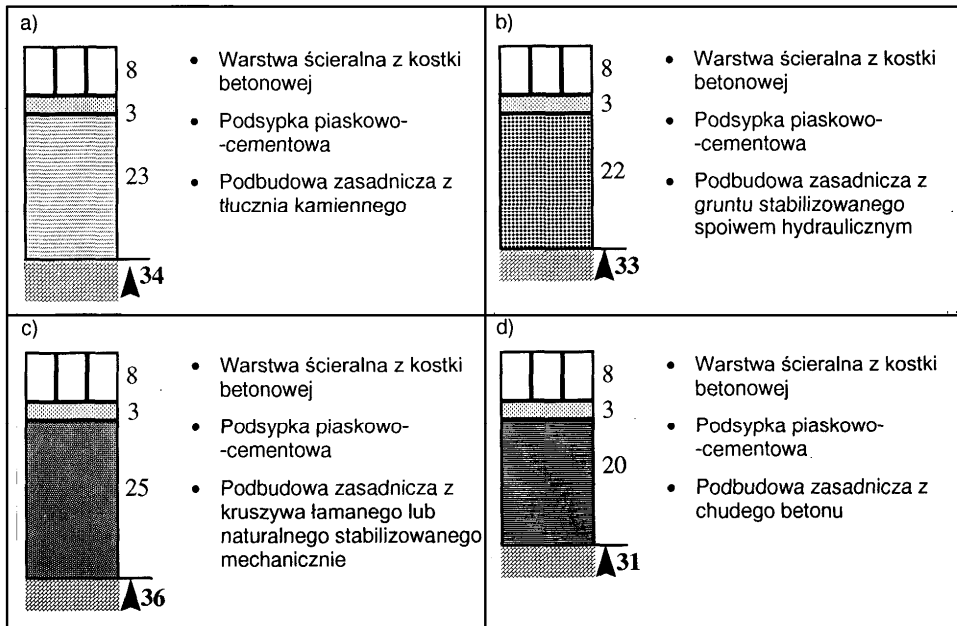 a)
8
3
23
34
• Warstwa ścieralna z kostki
betonowej
• Podsypka piaskowo-
-cementowa
• Podbudowa zasadnicza z
tłucznia kamiennego
b)
8
3
22
33
• Warstwa ścieralna z kostki
betonowej
• Podsypka piaskowo-
-cementowa
• Podbudowa zasadnicza z
gruntu stabilizowanego
spoiwem hydraulicznym
c)
8
3
25
36
• Warstwa ścieralna z kostki
betonowej
• Podsypka piaskowo-
-cementowa
• Podbudowa zasadnicza z
kruszywa łamanego lub
naturalnego stabilizowanego
mechanicznie
d)
8
3
20
31
• Warstwa ścieralna z kostki
betonowej
• Podsypka piaskowo-
-cementowa
• Podbudowa zasadnicza z
chudego betonu